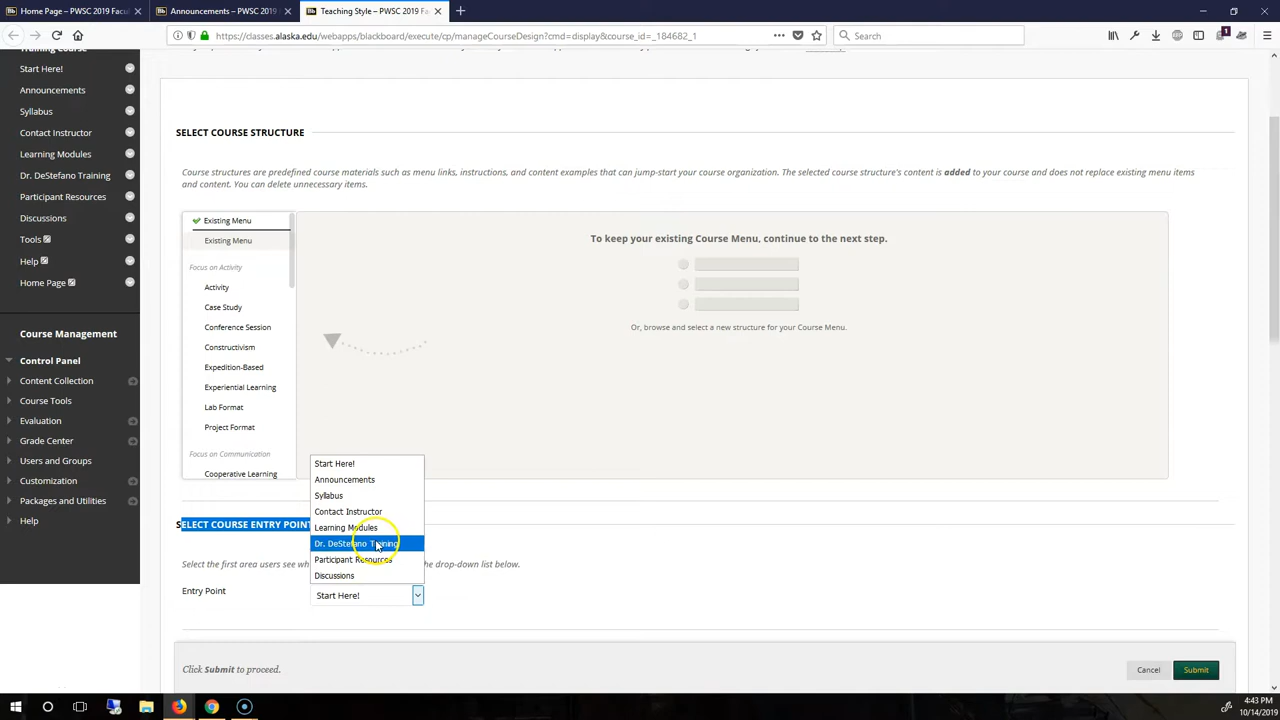 Home Page – PWSC 2019 Facul
Announcements – PWSC 2019 F
Teaching Style – PWSC 2019 Fac
https://classes.alaska.edu/webapps/blackboard/execute/cp/manageCourseDesign?cmd=display&course_id=_184682_1
Search
Training Course
Start Here!
Announcements
Syllabus
Contact Instructor
Learning Modules
Dr. DeStefano Training
Participant Resources
Discussions
Tools
Help
Home Page
Course Management
Control Panel
Content Collection
Course Tools
Evaluation
Grade Center
Users and Groups
Customization
Packages and Utilities
Help
SELECT COURSE STRUCTURE
Course structures are predefined course materials such as menu links, instructions, and content examples that can jump-start your course organization. The selected course structure's content is added to your course and does not replace existing menu items
and content. You can delete unnecessary items.
Existing Menu
Existing Menu
Focus on Activity
Activity
Case Study
Conference Session
Constructivism
Expedition-Based
Experiential Learning
Lab Format
Project Format
Focus on Communication
Cooperative Learning
To keep your existing Course Menu, continue to the next step.
Or, browse and select a new structure for your Course Menu.
SELECT COURSE ENTRY POINT
Select the first area users see wh
the drop-down list below.
Entry Point
Start Here!
Announcements
Syllabus
Contact Instructor
Learning Modules
Dr. DeStefano Training
Participant Resources
Discussions
Start Here!
Click Submit to proceed.
Cancel
Submit
4:43 PM
10/14/2019